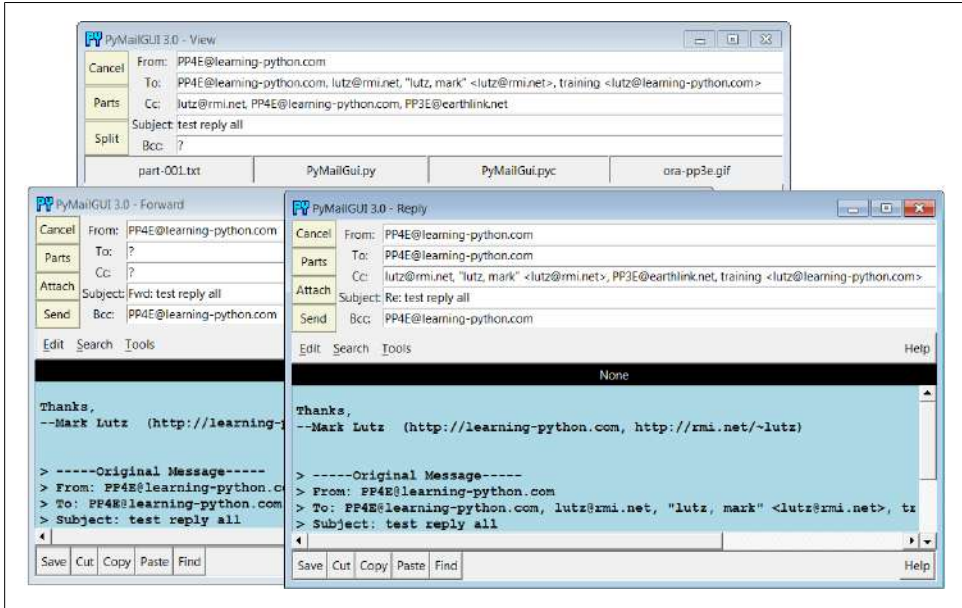 PyMailGUI 3.0 - View
Cancel
From: PP4E@learning-python.com
To: PP4E@learning-python.com, lutz@rmi.net, "lutz, mark" <lutz@rmi.net>, training <lutz@learning-python.com>
Parts
Cc: lutz@rmi.net, PP4E@learning-python.com, PP3E@earthlink.net
Subject: test reply all
Split
Bcc: ?
part-001.txt PyMailGui.py PyMailGui.pyc ora-pp3e.gif
PyMailGUI 3.0 - Forward
Cancel From: PP4E@learning-python.com
Parts To: ?
Cc: ?
Attach Subject: Fwd: test reply all
Send Bcc: PP4E@learning-python.com
Edit Search Tools
Thanks,
--Mark Lutz (http://learning-
> -----Original Message-----
> From: PP4E@learning-python.c
> To: PP4E@learning-python.com
> Subject: test reply all
Save Cut Copy Paste Find
PyMailGUI 3.0 - Reply
Cancel From: PP4E@learning-python.com
Parts To: PP4E@learning-python.com
Cc: lutz@rmi.net, "lutz, mark" <lutz@rmi.net>, PP3E@earthlink.net, training <lutz@learning-python.com>
Attach Subject: Re: test reply all
Send Bcc: PP4E@learning-python.com
Edit Search Tools Help
None
Thanks,
--Mark Lutz (http://learning-python.com, http://rmi.net/~lutz)
> -----Original Message-----
> From: PP4E@learning-python.com
> To: PP4E@learning-python.com, lutz@rmi.net, "lutz, mark" <lutz@rmi.net>, tr
> Subject: test reply all
Save Cut Copy Paste Find Help